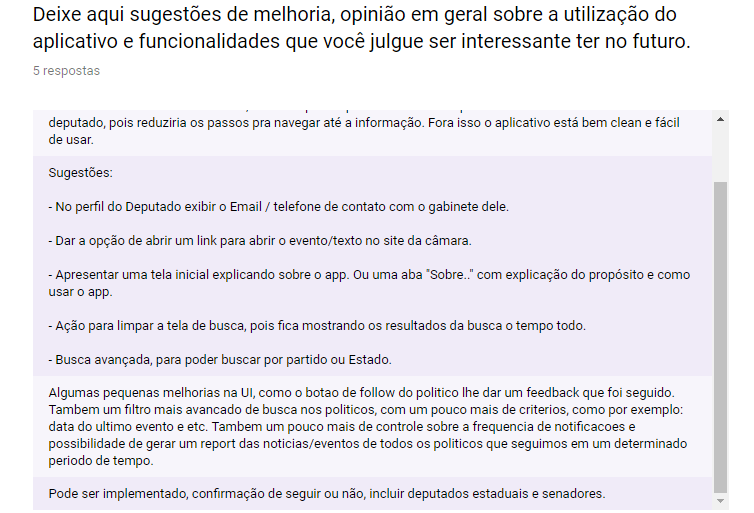 Deixe aqui sugestões de melhoria, opinião em geral sobre a utilização do
aplicativo e funcionalidades que você julgue ser interessante ter no futuro.
5 respostas
deputado, pois reduziria os passos pra navegar até a informação. Fora isso o aplicativo está bem clean e fácil
de usar.
Sugestões:
- No perfil do Deputado exibir o Email / telefone de contato com o gabinete dele.
- Dar a opção de abrir um link para abrir o evento/texto no site da câmara.
- Apresentar uma tela inicial explicando sobre o app. Ou uma aba "Sobre.." com explicação do propósito e como
usar o app.
- Ação para limpar a tela de busca, pois fica mostrando os resultados da busca o tempo todo.
- Busca avançada, para poder buscar por partido ou Estado.
Algumas pequenas melhorias na UI, como o botao de follow do politico lhe dar um feedback que foi seguido.
Tambem um filtro mais avancado de busca nos politicos, com um pouco mais de criterios, como por exemplo:
data do ultimo evento e etc. Tambem um pouco mais de controle sobre a frequencia de notificacoes e
possibilidade de gerar um report das noticias/eventos de todos os politicos que seguimos em um determinado
periodo de tempo.
Pode ser implementado, confirmação de seguir ou não, incluir deputados estaduais e senadores.